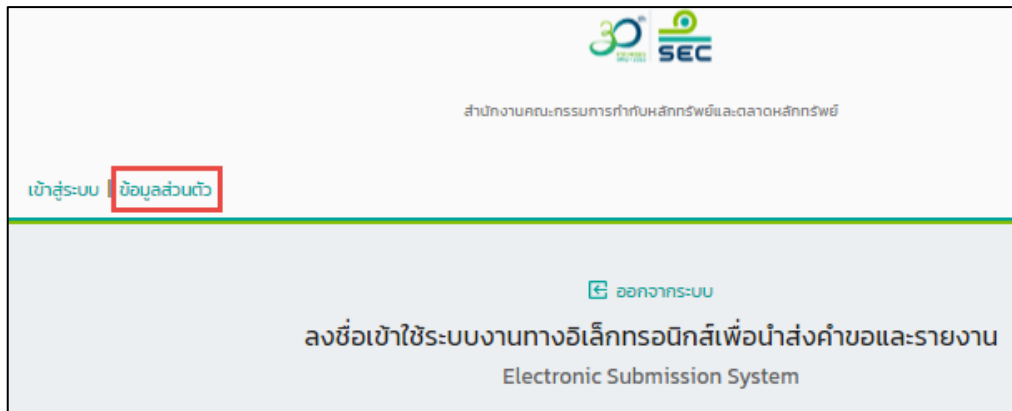 30
SEC
สำนักงานคณะกรรมการกำกับหลักทรัพย์และตลาดหลักทรัพย์
เข้าสู่ระบบ | ข้อมูลส่วนตัว
ออกจากระบบ
ลงชื่อเข้าใช้ระบบงานทางอิเล็กทรอนิกส์เพื่อนำส่งคำขอและรายงาน
Electronic Submission System